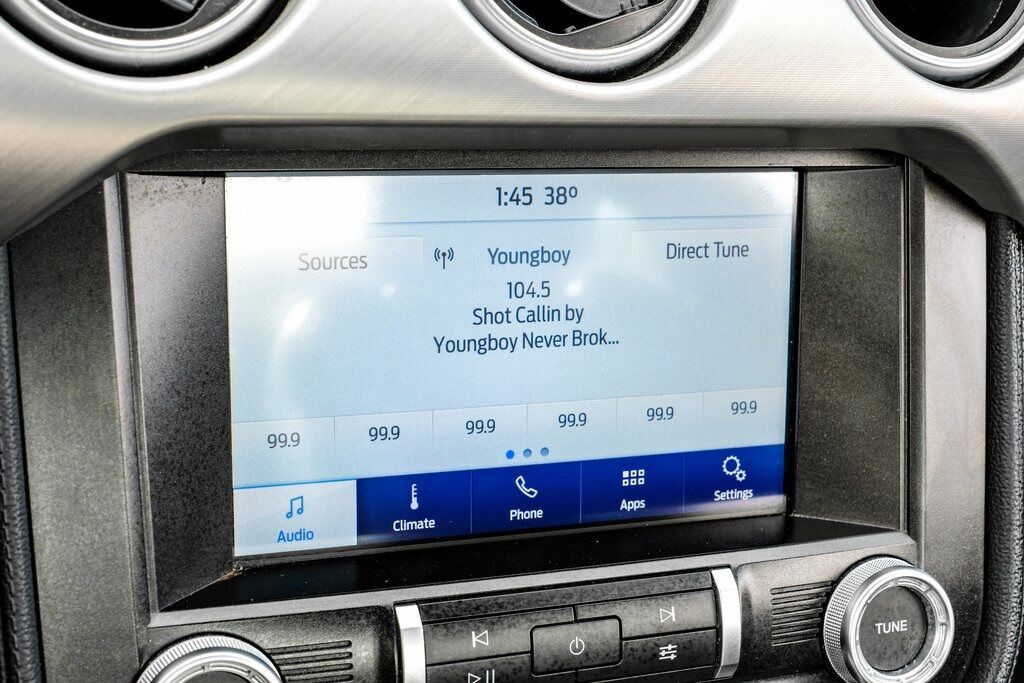 1:45 38º
Sources
Youngboy
Direct Tune
104.5
Shot Callin by
Youngboy Never Brok...
99.9 99.9 99.9 99.9 99.9 99.9
Audio Climate Phone Apps Settings
TUNE